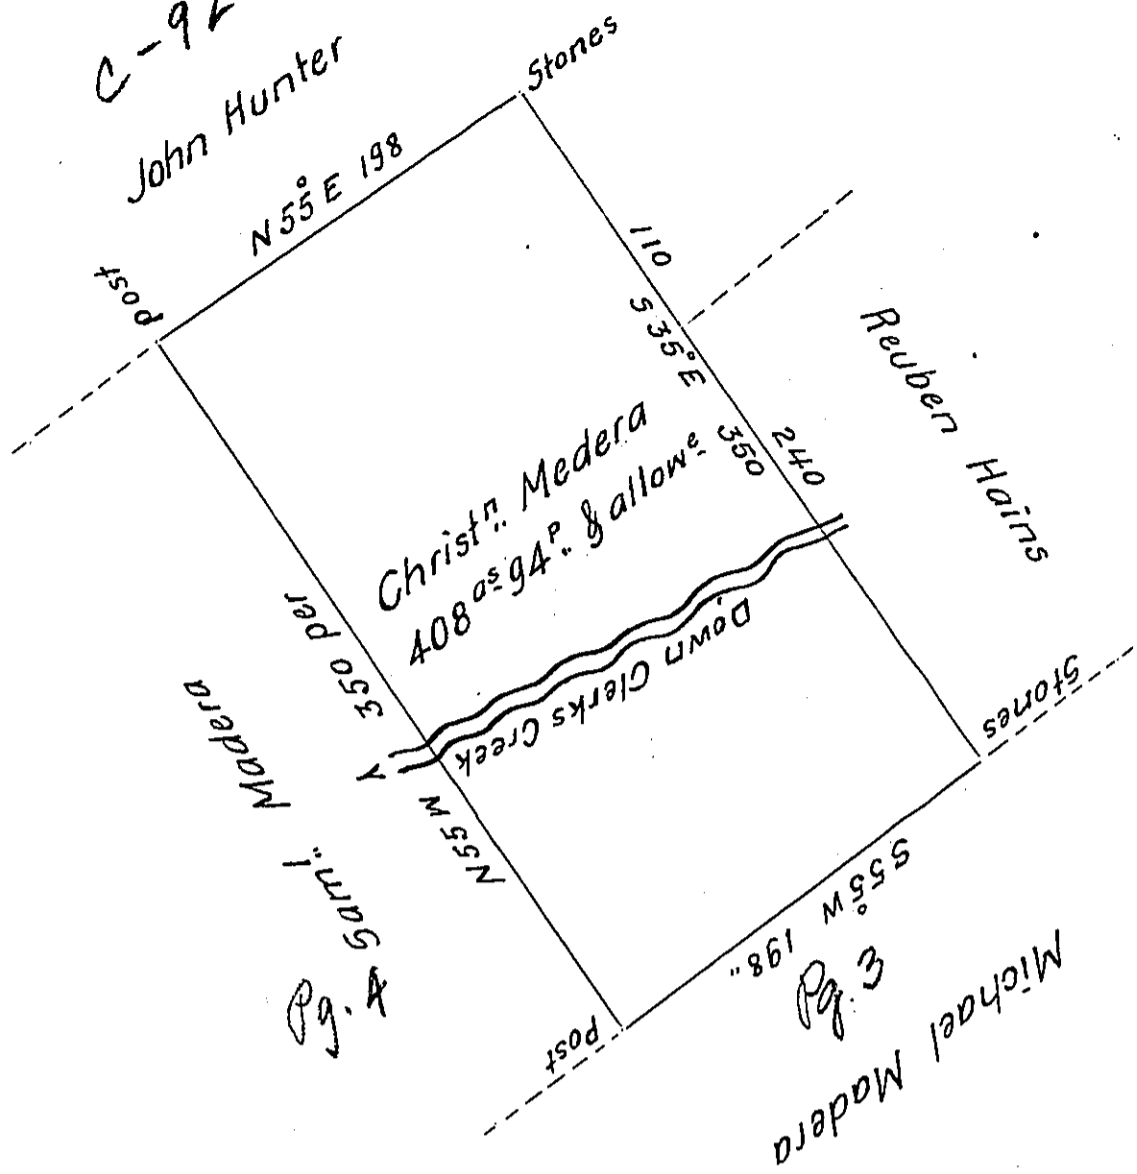 C-92
John Hunter
Stones
N 55° E 198
post
110
S 35° E
350
240
Reuben Hains
Christn.. Medera
408 as 94 P.. & allowe
Down Clerks Creek
350 per
N 55 W
Saml.. Madera
Pg. 4
Stones
S 55° W 198..
Pg. 3
Michael Madera
Post